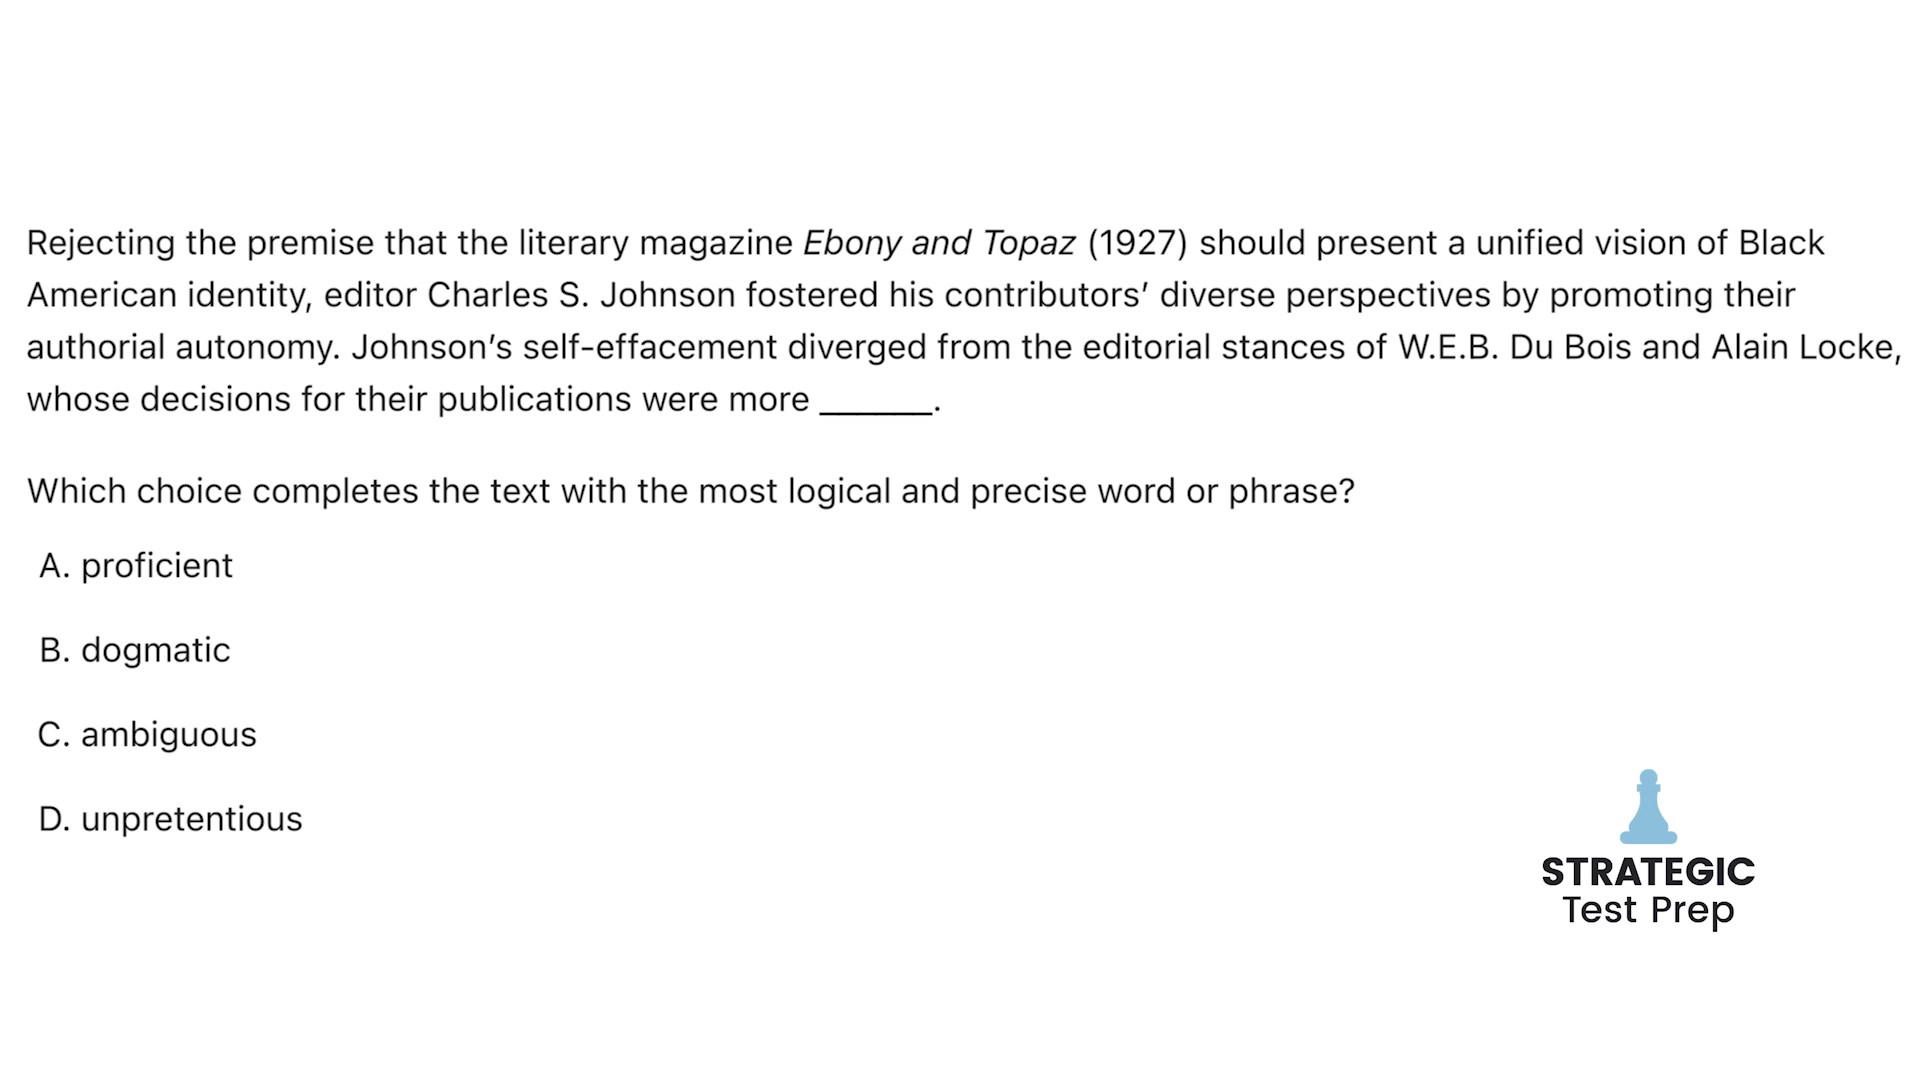 Rejecting the premise that the literary magazine Ebony and Topaz (1927) should present a unified vision of Black
American identity, editor Charles S. Johnson fostered his contributors' diverse perspectives by promoting their
authorial autonomy. Johnson's self-effacement diverged from the editorial stances of W.E.B. Du Bois and Alain Locke,
whose decisions for their publications were more ______.
Which choice completes the text with the most logical and precise word or phrase?
A. proficient
B. dogmatic
C. ambiguous
D. unpretentious
STRATEGIC
Test Prep